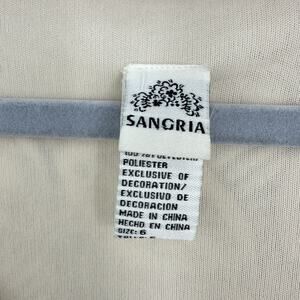 SANGRIA
POLIESTER
EXCLUSIVE OF
DECORATION/
EXCLUSIVO DE
DECORACION
MADE IN CHINA
HECHO EN CHINA
SIZE: 6